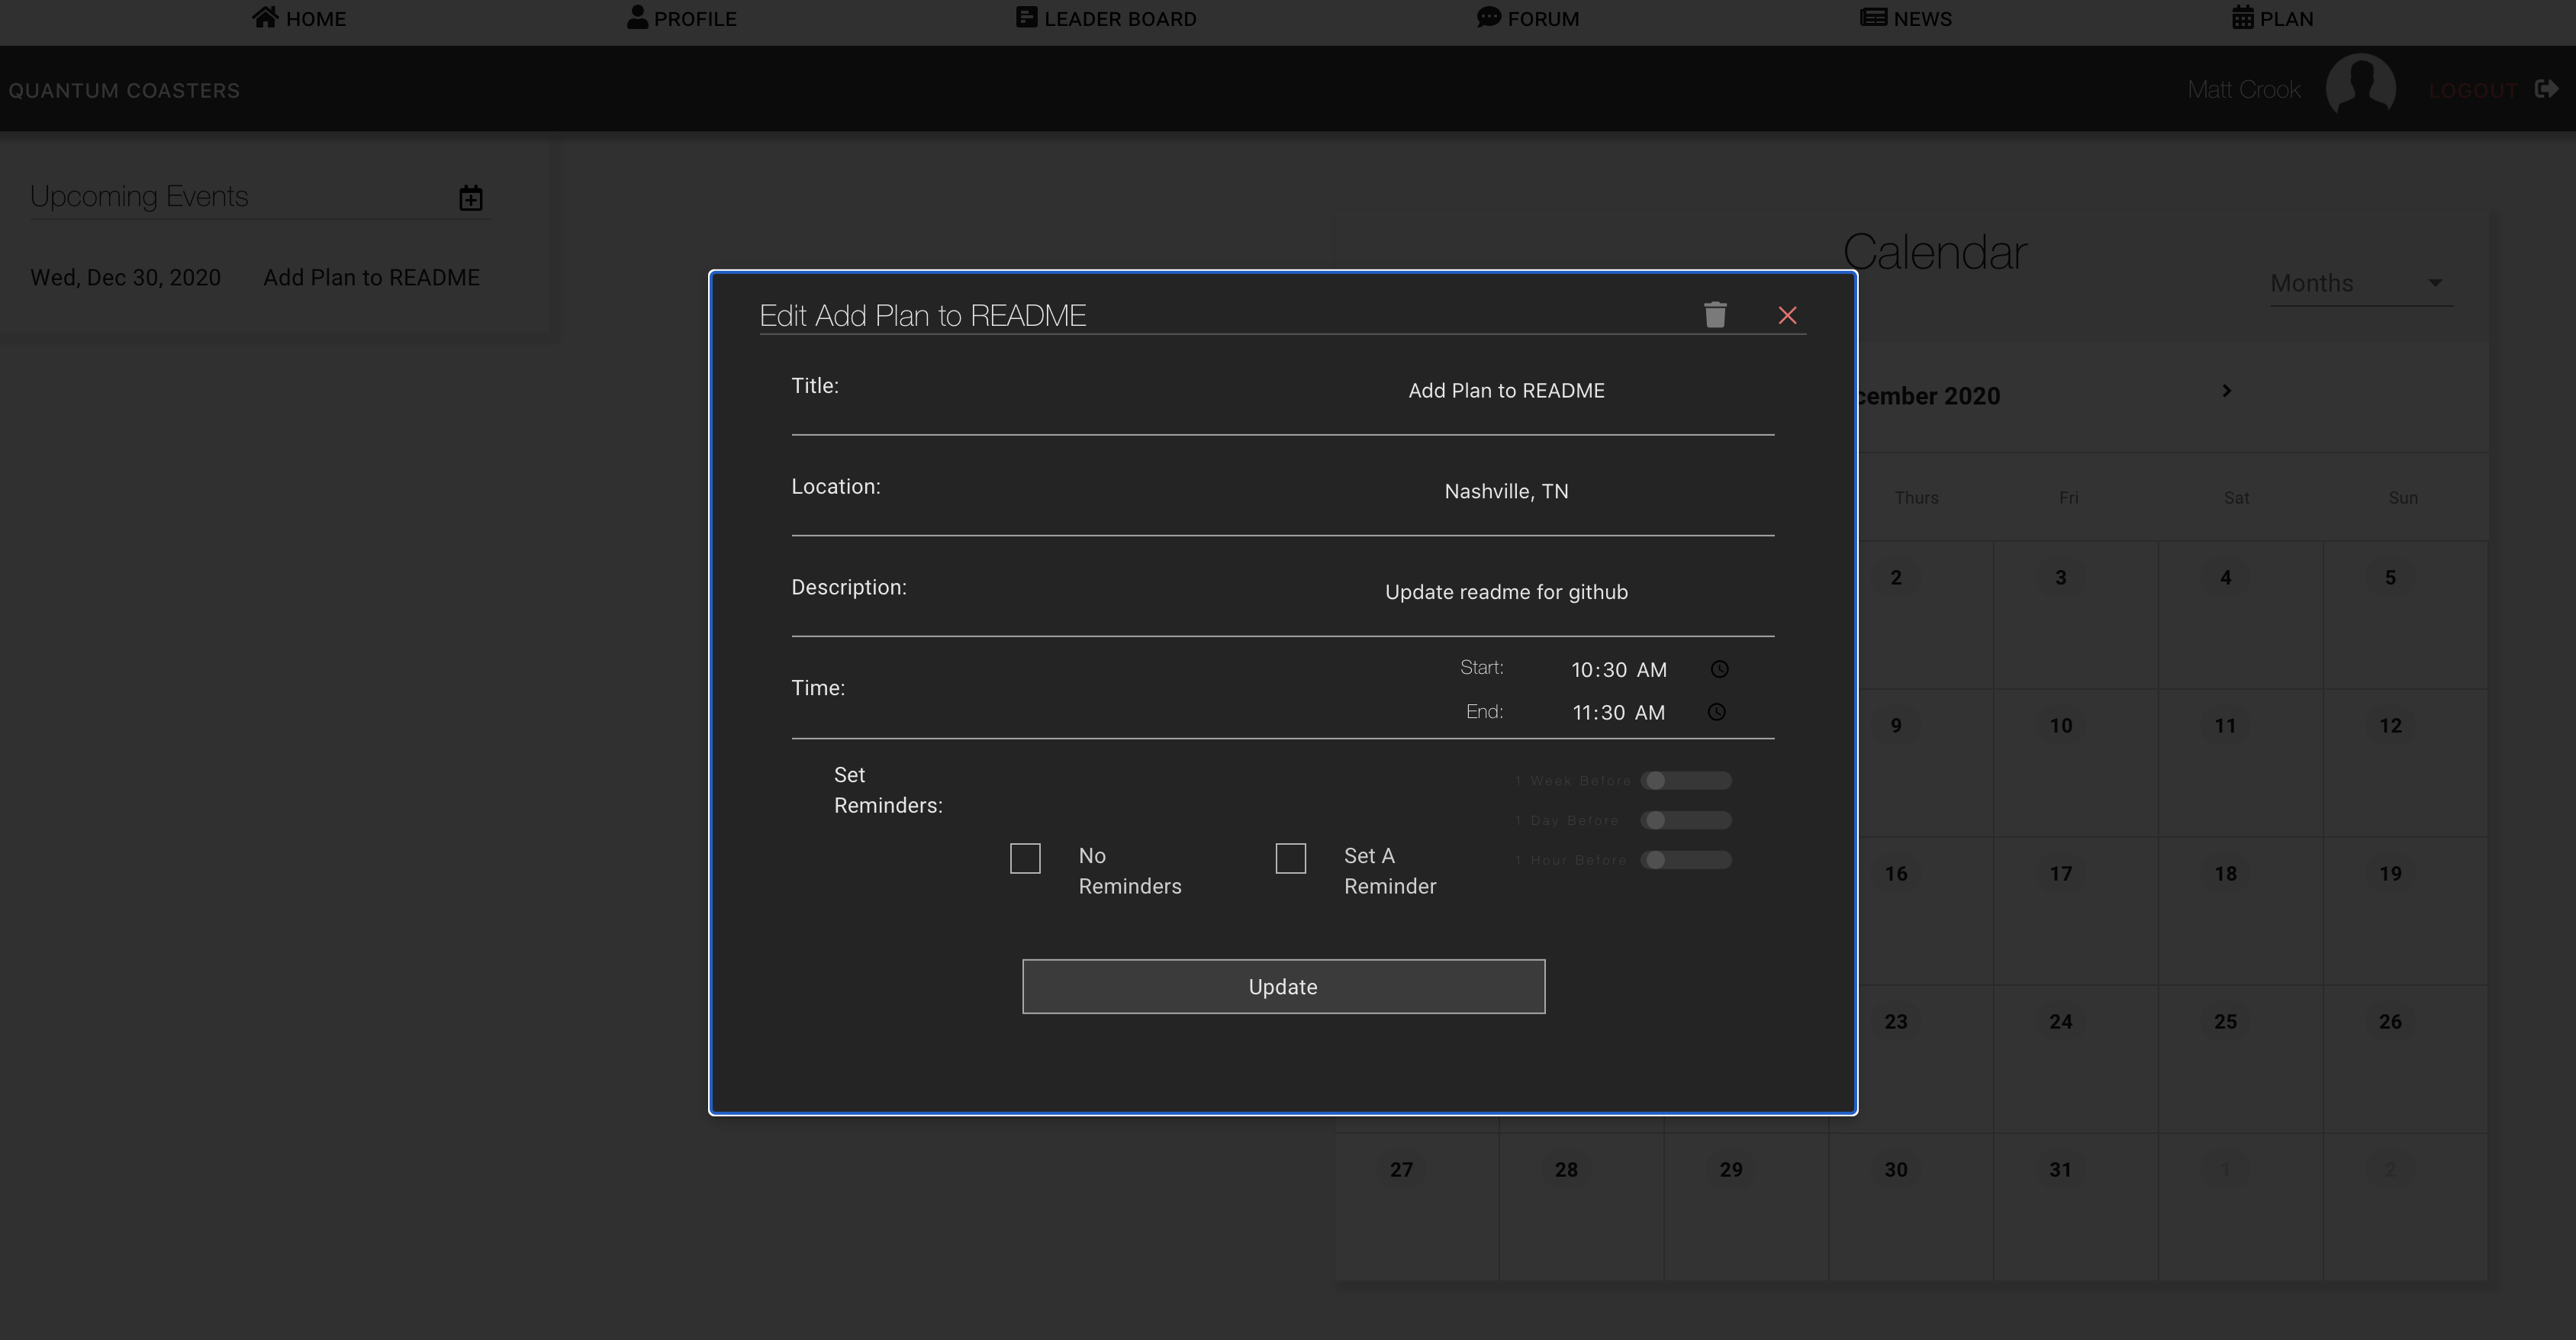 HOME PROFILE LEADER BOARD FORUM NEWS PLAN
QUANTUM COASTERS
Matt Crook
LOGOUT
Upcoming Events
Wed, Dec 30, 2020 Add Plan to README
Calendar
Months
cember 2020
Thurs Fri Sat Sun
2 3 4 5
9 10 11 12
16 17 18 19
23 24 25 26
27 28 29 30 31 1 2
Edit Add Plan to README
Title: Add Plan to README
Location: Nashville, TN
Description: Update readme for github
Time:
Start: 10:30 AM
End: 11:30 AM
Set
Reminders:
No
Reminders
Set A
Reminder
1 Week Before
1 Day Before
1 Hour Before
Update